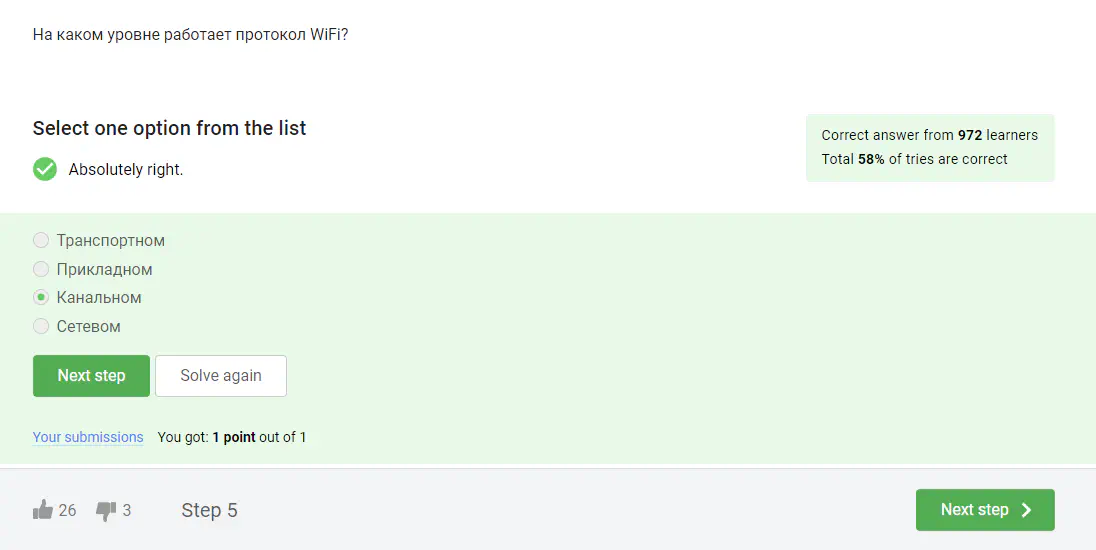 На каком уровне работает протокол WiFi?
Select one option from the list
Correct answer from 972 learners
Total 58% of tries are correct
Absolutely right.
Транспортном
Прикладном
Канальном
Сетевом
Next step
Solve again
Your submissions You got: 1 point out of 1
26 3 Step 5 Next step